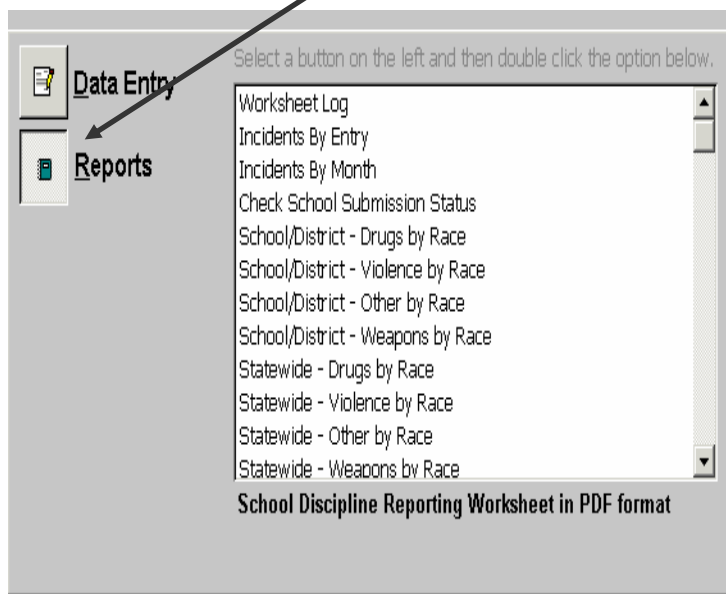 Select a button on the left and then double click the option below.
Data Entry
Reports
Worksheet Log
Incidents By Entry
Incidents By Month
Check School Submission Status
School/District - Drugs by Race
School/District - Violence by Race
School/District - Other by Race
School/District - Weapons by Race
Statewide - Drugs by Race
Statewide - Violence by Race
Statewide - Other by Race
Statewide - Weapons by Race
School Discipline Reporting Worksheet in PDF format